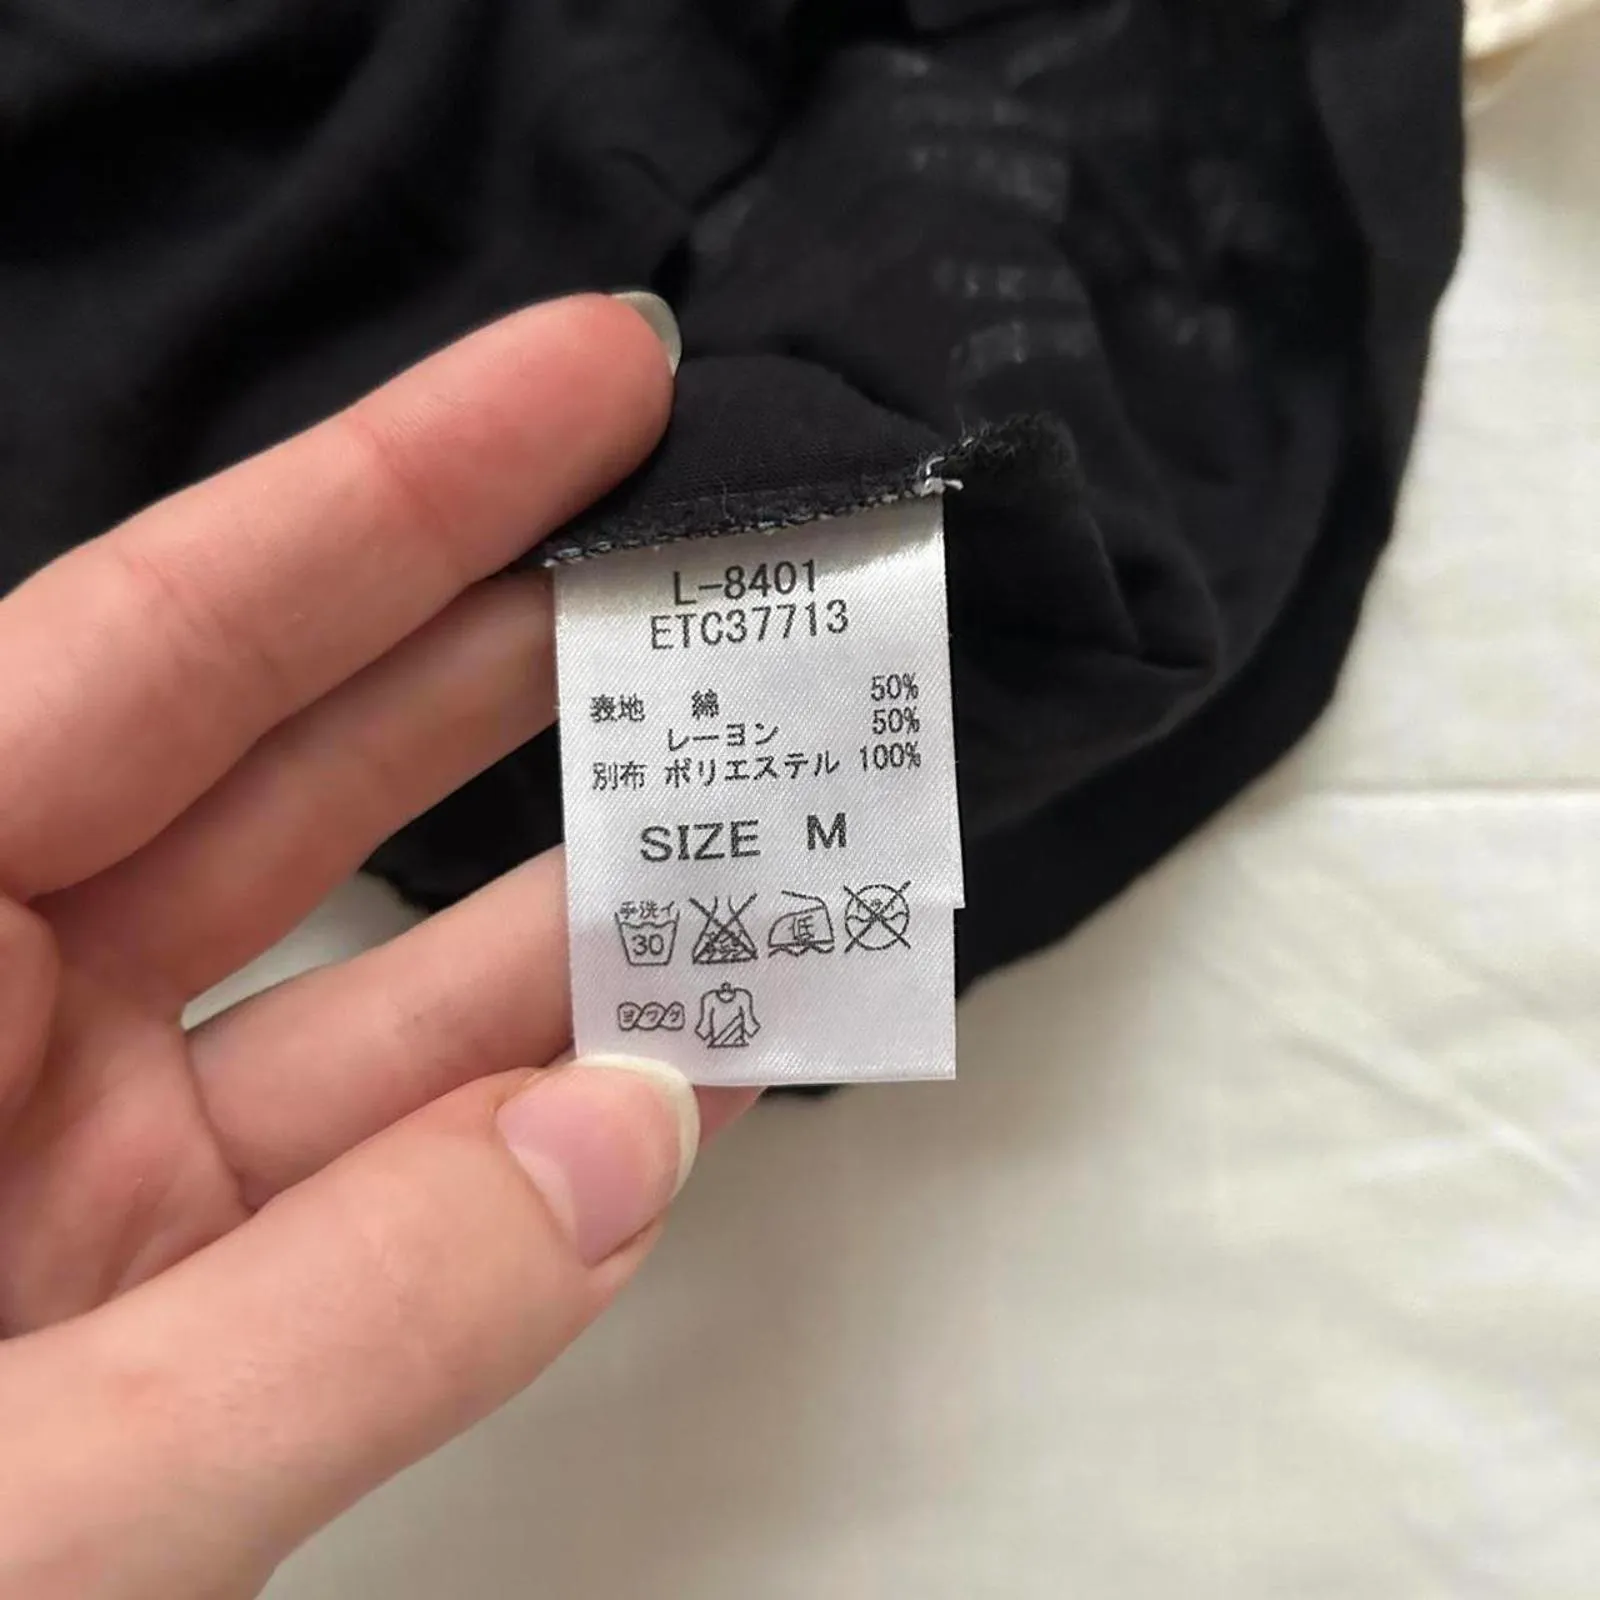 L-8401
ETC37713
表地 綿 50%
レーヨン 50%
別布 ポリエステル 100%
SIZE M
手洗イ
30
低
ヨワク